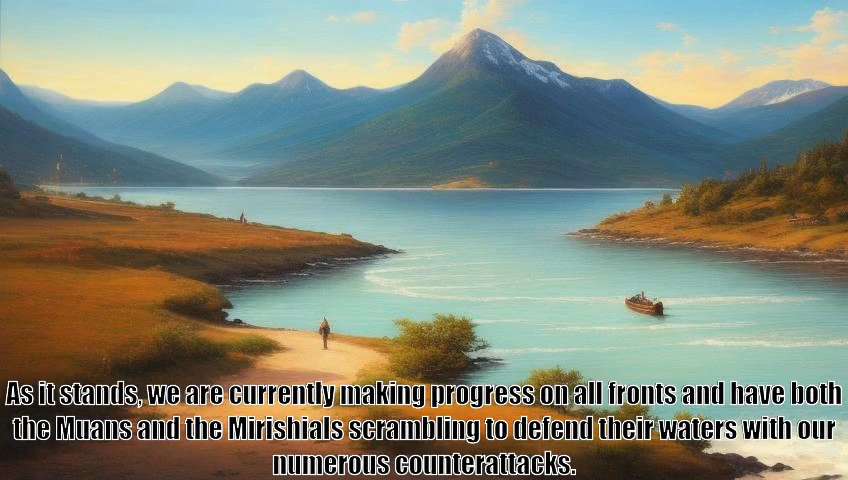 As it stands, we are currently making progress on all fronts and have both
the Muans and the Mirishials scrambling to defend their waters with our
numerous counterattacks.